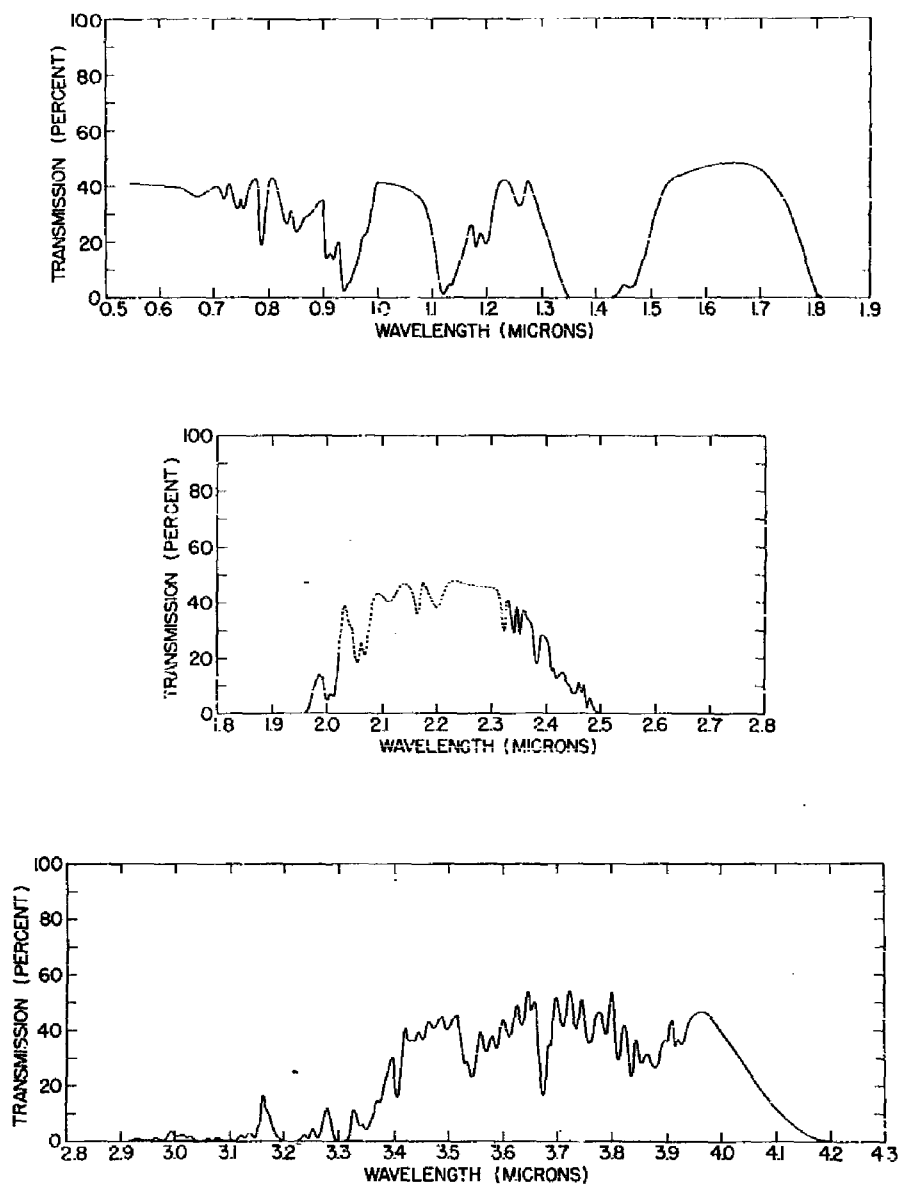 100
80
60
40
20
0
TRANSMISSION (PERCENT)
0.5 0.6 0.7 0.8 0.9 1.0 1.1 1.2 1.3 1.4 1.5 1.6 1.7 1.8 1.9
WAVELENGTH (MICRONS)
100
80
60
40
20
0
TRANSMISSION (PERCENT)
1.8 1.9 2.0 2.1 2.2 2.3 2.4 2.5 2.6 2.7 2.8
WAVELENGTH (MICRONS)
100
80
60
40
20
0
TRANSMISSION (PERCENT)
2.8 2.9 3.0 3.1 3.2 3.3 3.4 3.5 3.6 3.7 3.8 3.9 4.0 4.1 4.2 4.3
WAVELENGTH (MICRONS)